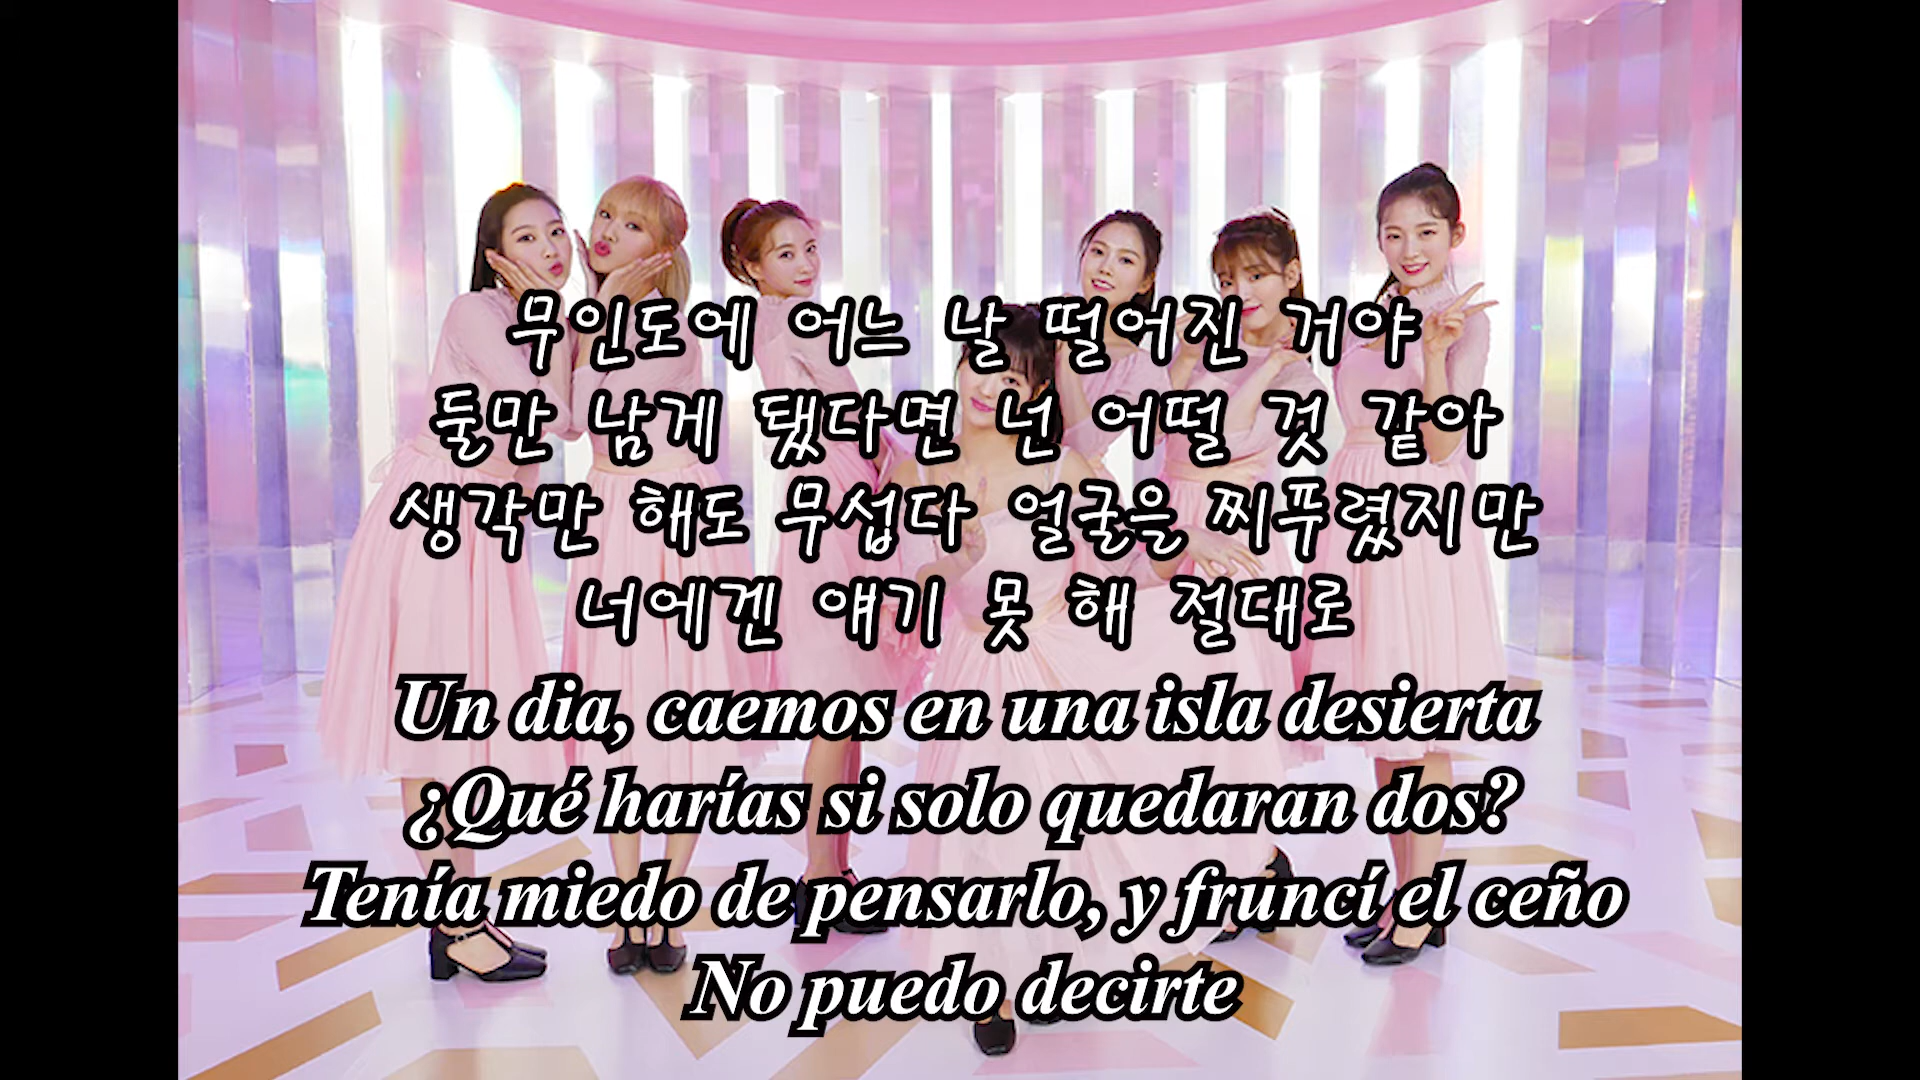 무인도에 어느 날 떨어진 거야
둘만 남게 됐다면 넌 어떨 것 같아
생각만 해도 무섭다 얼굴을 찌푸렸지만
너에겐 얘기 못 해 절대로
Un dia, caemos en una isla desierta
¿Qué harías si solo quedaran dos?
Tenía miedo de pensarlo, y fruncí el ceño
No puedo decirte